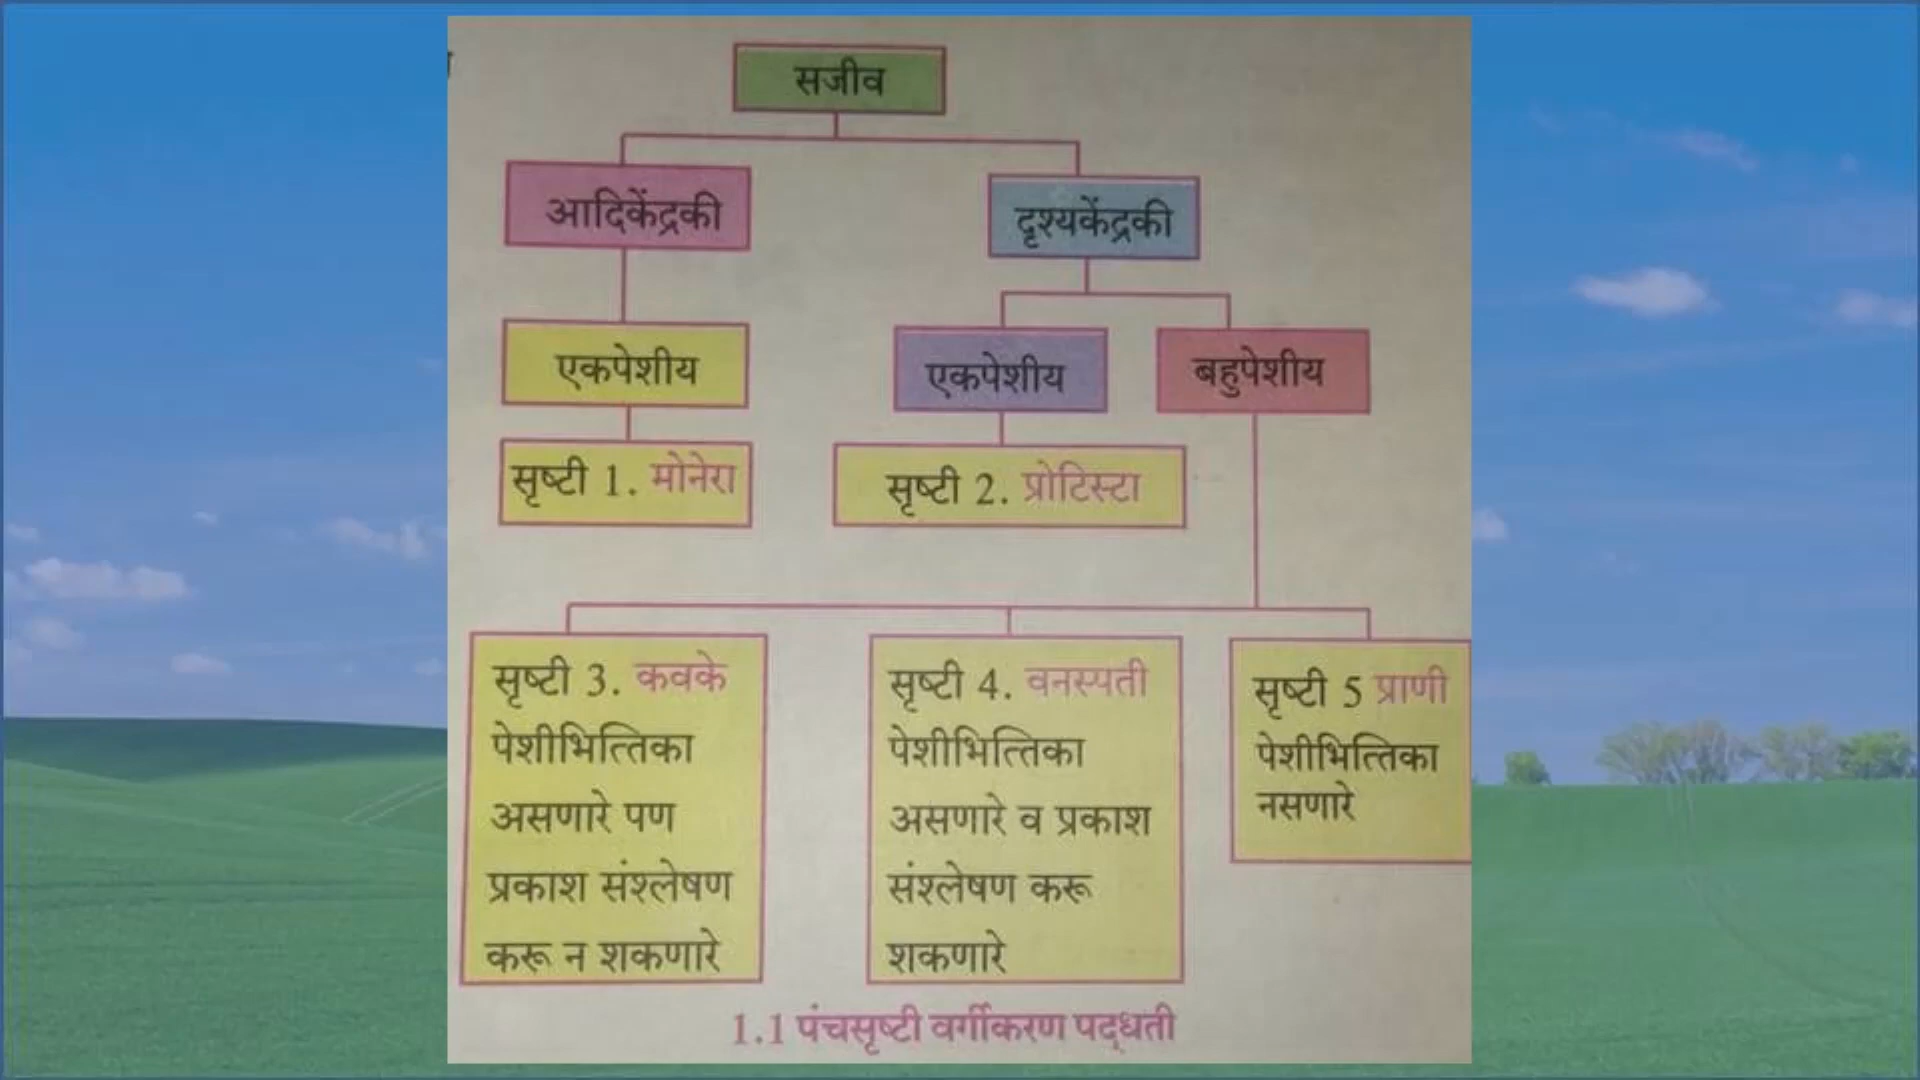 सजीव
आदिकेंद्रकी
दृश्यकेंद्रकी
एकपेशीय
एकपेशीय
बहुपेशीय
सृष्टी 1. मोनेरा
सृष्टी 2. प्रोटिस्टा
सृष्टी 3. कवके
पेशीभित्तिका
असणारे पण
प्रकाश संश्लेषण
करू न शकणारे
सृष्टी 4. वनस्पती
पेशीभित्तिका
असणारे व प्रकाश
संश्लेषण करू
शकणारे
सृष्टी 5 प्राणी
पेशीभित्तिका
नसणारे
1.1 पंचसृष्टी वर्गीकरण पद्धती